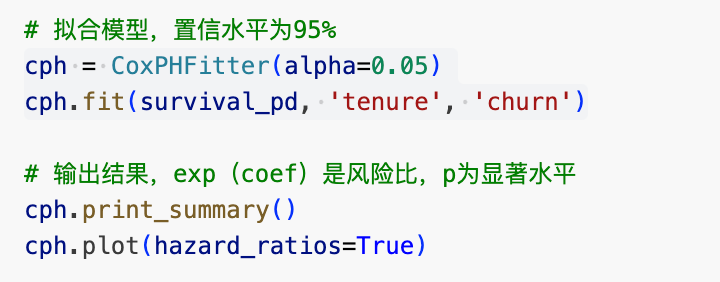 # 拟合模型，置信水平为95%
cph = CoxPHFitter(alpha=0.05)
cph.fit(survival_pd, 'tenure', 'churn')
# 输出结果，exp（coef）是风险比，p为显著水平
cph.print_summary()
cph.plot(hazard_ratios=True)